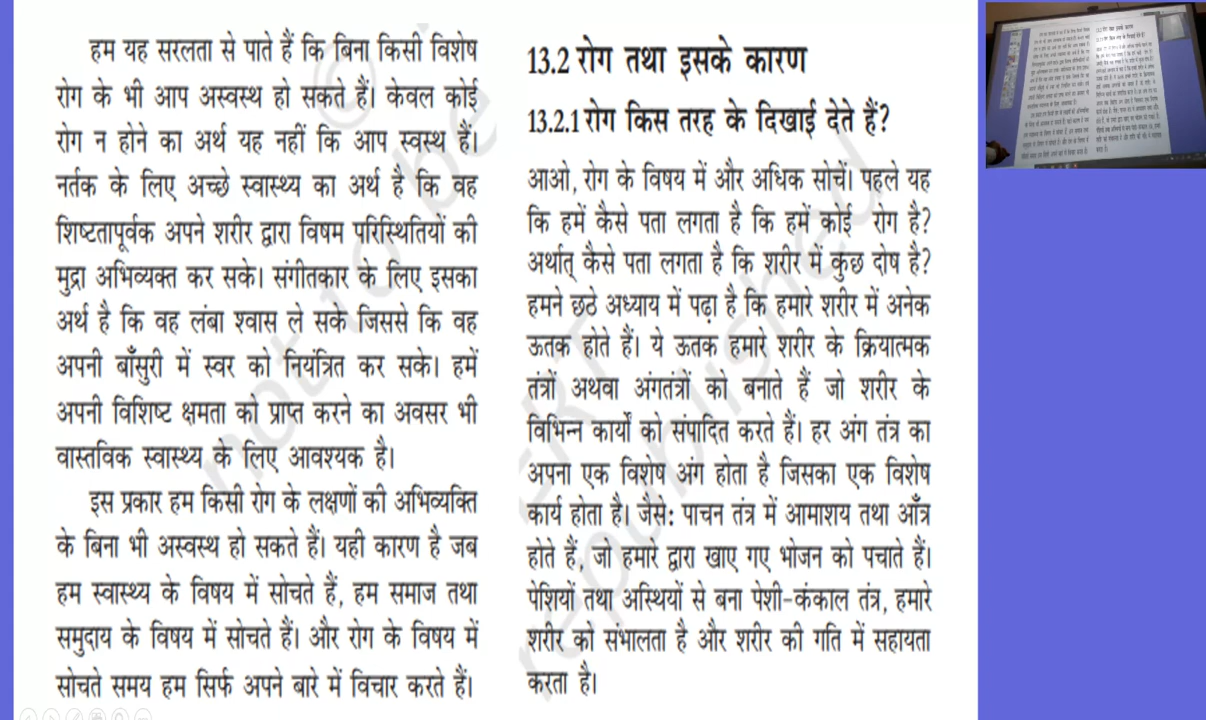 हम यह सरलता से पाते हैं कि बिना किसी विशेष
रोग के भी आप अस्वस्थ हो सकते हैं। केवल कोई
रोग न होने का अर्थ यह नहीं कि आप स्वस्थ हैं।
नर्तक के लिए अच्छे स्वास्थ्य का अर्थ है कि वह
शिष्टतापूर्वक अपने शरीर द्वारा विषम परिस्थितियों की
मुद्रा अभिव्यक्त कर सके। संगीतकार के लिए इसका
अर्थ है कि वह लंबा श्वास ले सके जिससे कि वह
अपनी बाँसुरी में स्वर को नियंत्रित कर सके। हमें
अपनी विशिष्ट क्षमता को प्राप्त करने का अवसर भी
वास्तविक स्वास्थ्य के लिए आवश्यक है।
इस प्रकार हम किसी रोग के लक्षणों की अभिव्यक्ति
के बिना भी अस्वस्थ हो सकते हैं। यही कारण है जब
हम स्वास्थ्य के विषय में सोचते हैं, हम समाज तथा
समुदाय के विषय में सोचते हैं। और रोग के विषय में
सोचते समय हम सिर्फ अपने बारे में विचार करते हैं।
13.2 रोग तथा इसके कारण
13.2.1 रोग किस तरह के दिखाई देते हैं?
आओ, रोग के विषय में और अधिक सोचें। पहले यह
कि हमें कैसे पता लगता है कि हमें कोई रोग है?
अर्थात् कैसे पता लगता है कि शरीर में कुछ दोष है?
हमने छठे अध्याय में पढ़ा है कि हमारे शरीर में अनेक
ऊतक होते हैं। ये ऊतक हमारे शरीर के क्रियात्मक
तंत्रों अथवा अंगतंत्रों को बनाते हैं जो शरीर के
विभिन्न कार्यों को संपादित करते हैं। हर अंग तंत्र का
अपना एक विशेष अंग होता है जिसका एक विशेष
कार्य होता है। जैसे: पाचन तंत्र में आमाशय तथा आँत्र
होते हैं, जो हमारे द्वारा खाए गए भोजन को पचाते हैं।
पेशियों तथा अस्थियों से बना पेशी-कंकाल तंत्र, हमारे
शरीर को संभालता है और शरीर की गति में सहायता
करता है।
© not to be republished